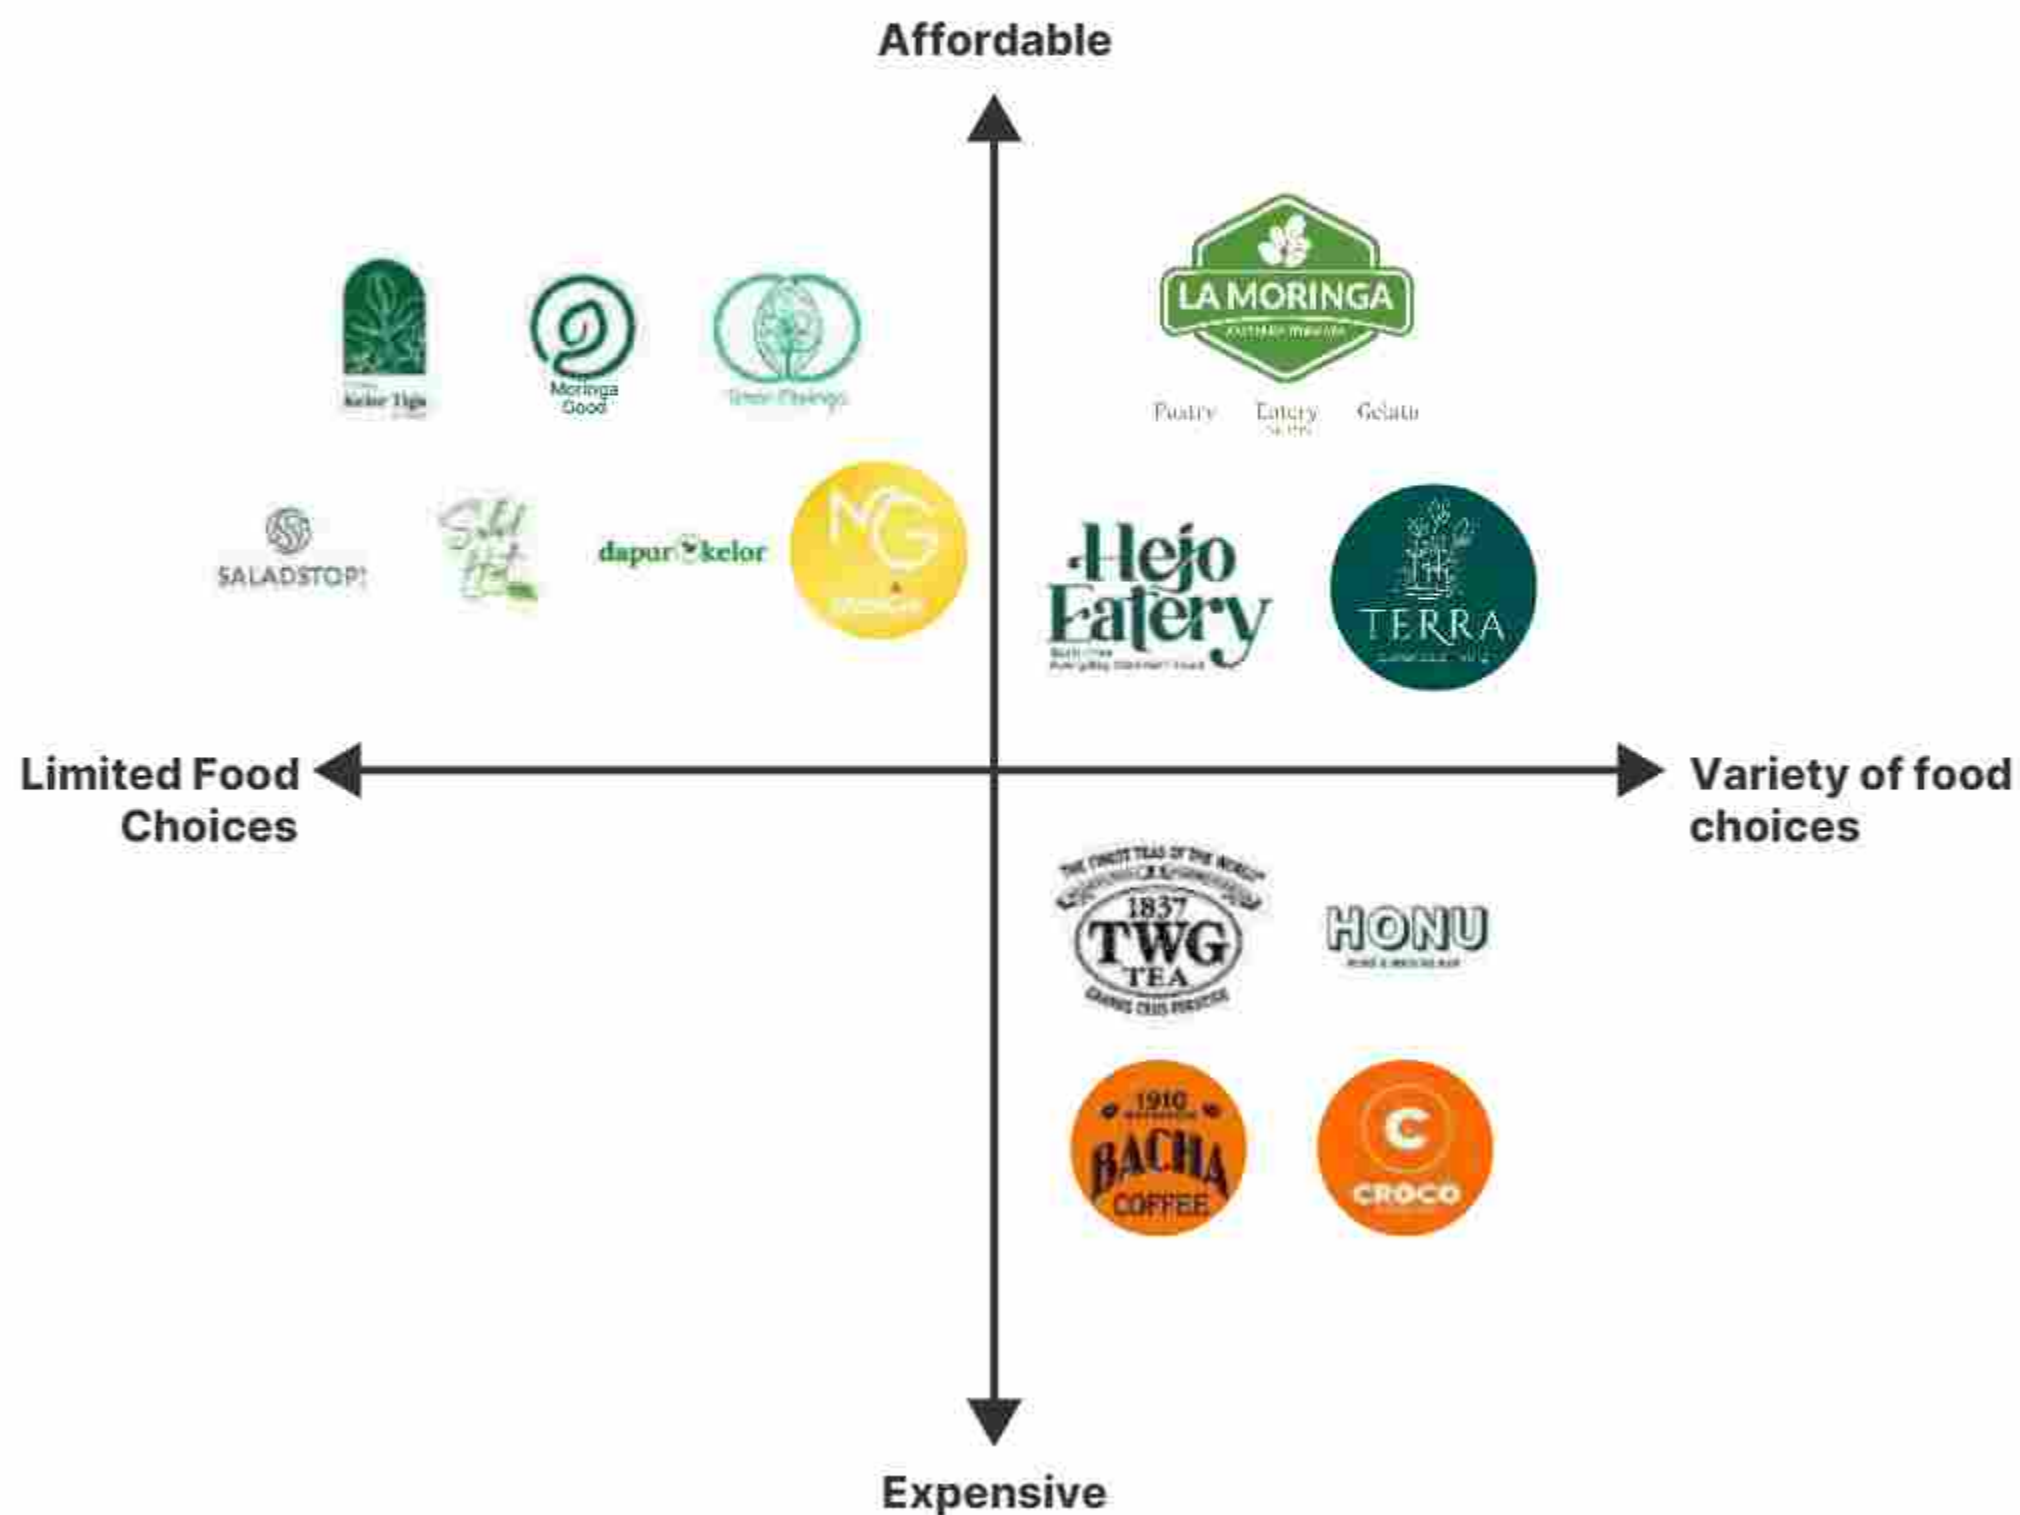 Affordable
LA MORINGA
Pastry Eatery Gelato
Kelor Tiga
Moringa
Good
SALADSTOP!
Salad
Hut
dapur kelor
MG
Hejo
Eatery
TERRA
Limited Food
Choices
Variety of food
choices
THE FINEST TEAS OF THE WORLD
1837
TWG
TEA
HONU
1910
BACHA
COFFEE
C
CROCO
Expensive